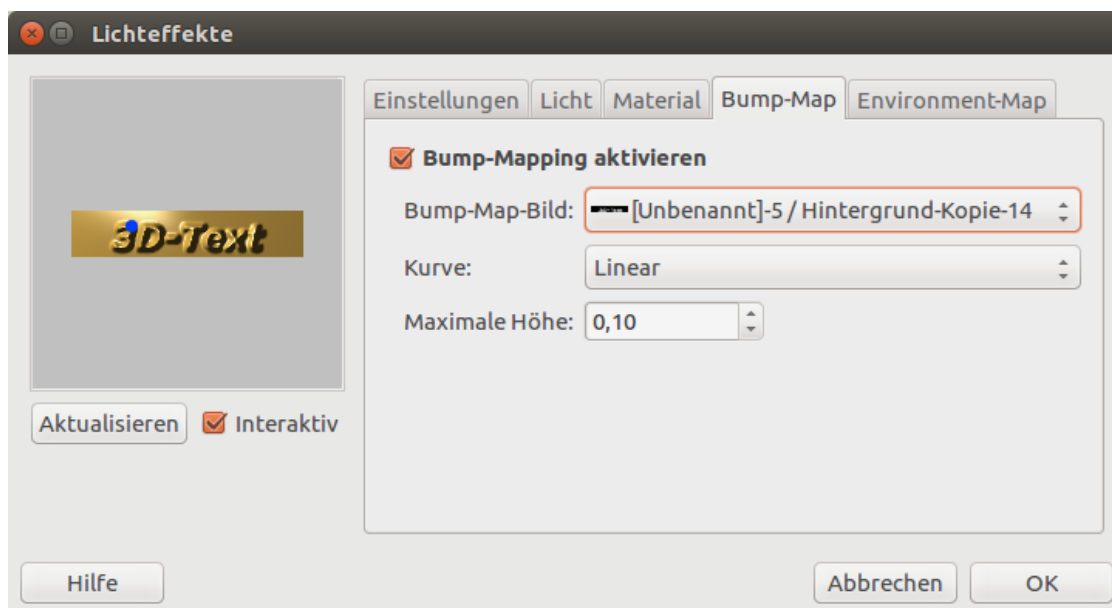 Lichteffekte
Einstellungen Licht Material Bump-Map Environment-Map
Bump-Mapping aktivieren
Bump-Map-Bild: [Unbenannt]-5 / Hintergrund-Kopie-14
3D-Text
Kurve: Linear
Maximale Höhe: 0,10
Aktualisieren Interaktiv
Hilfe Abbrechen OK